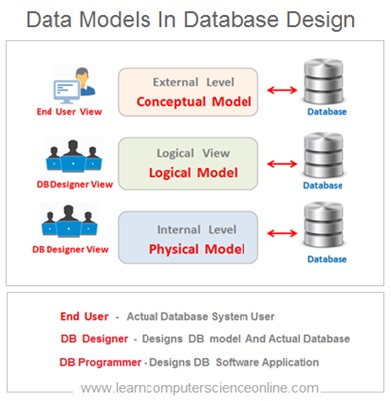 Data Models In Database Design
External Level
Conceptual Model
End User View
Database
Logical View
Logical Model
DB Designer View
Database
Internal Level
Physical Model
DB Designer View
Database
End User - Actual Database System User
DB Designer - Designs DB model And Actual Database
DB Programmer - Designs DB Software Application
www.learncomputerscienceonline.com